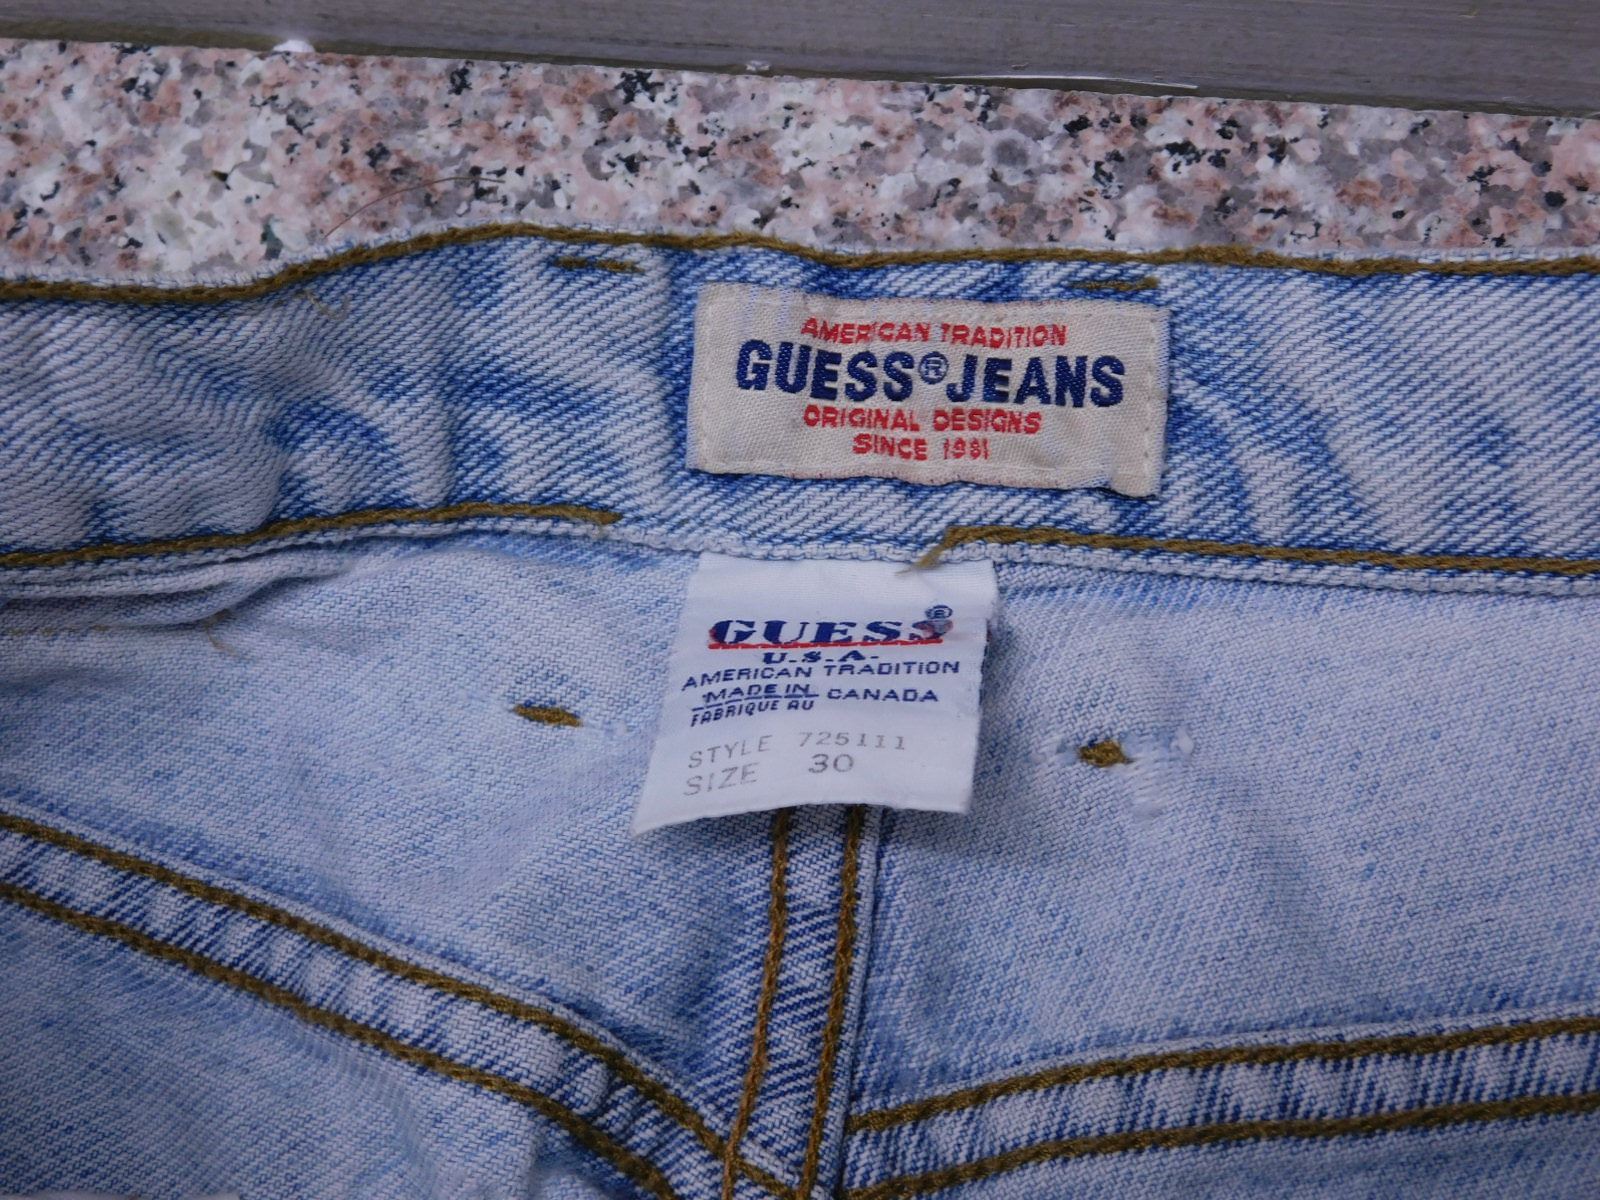 AMERICAN TRADITION
GUESS® JEANS
ORIGINAL DESIGNS
SINCE 1981
GUESS®
U.S.A.
AMERICAN TRADITION
MADE IN CANADA
FABRIQUE AU
STYLE 725111
SIZE 30